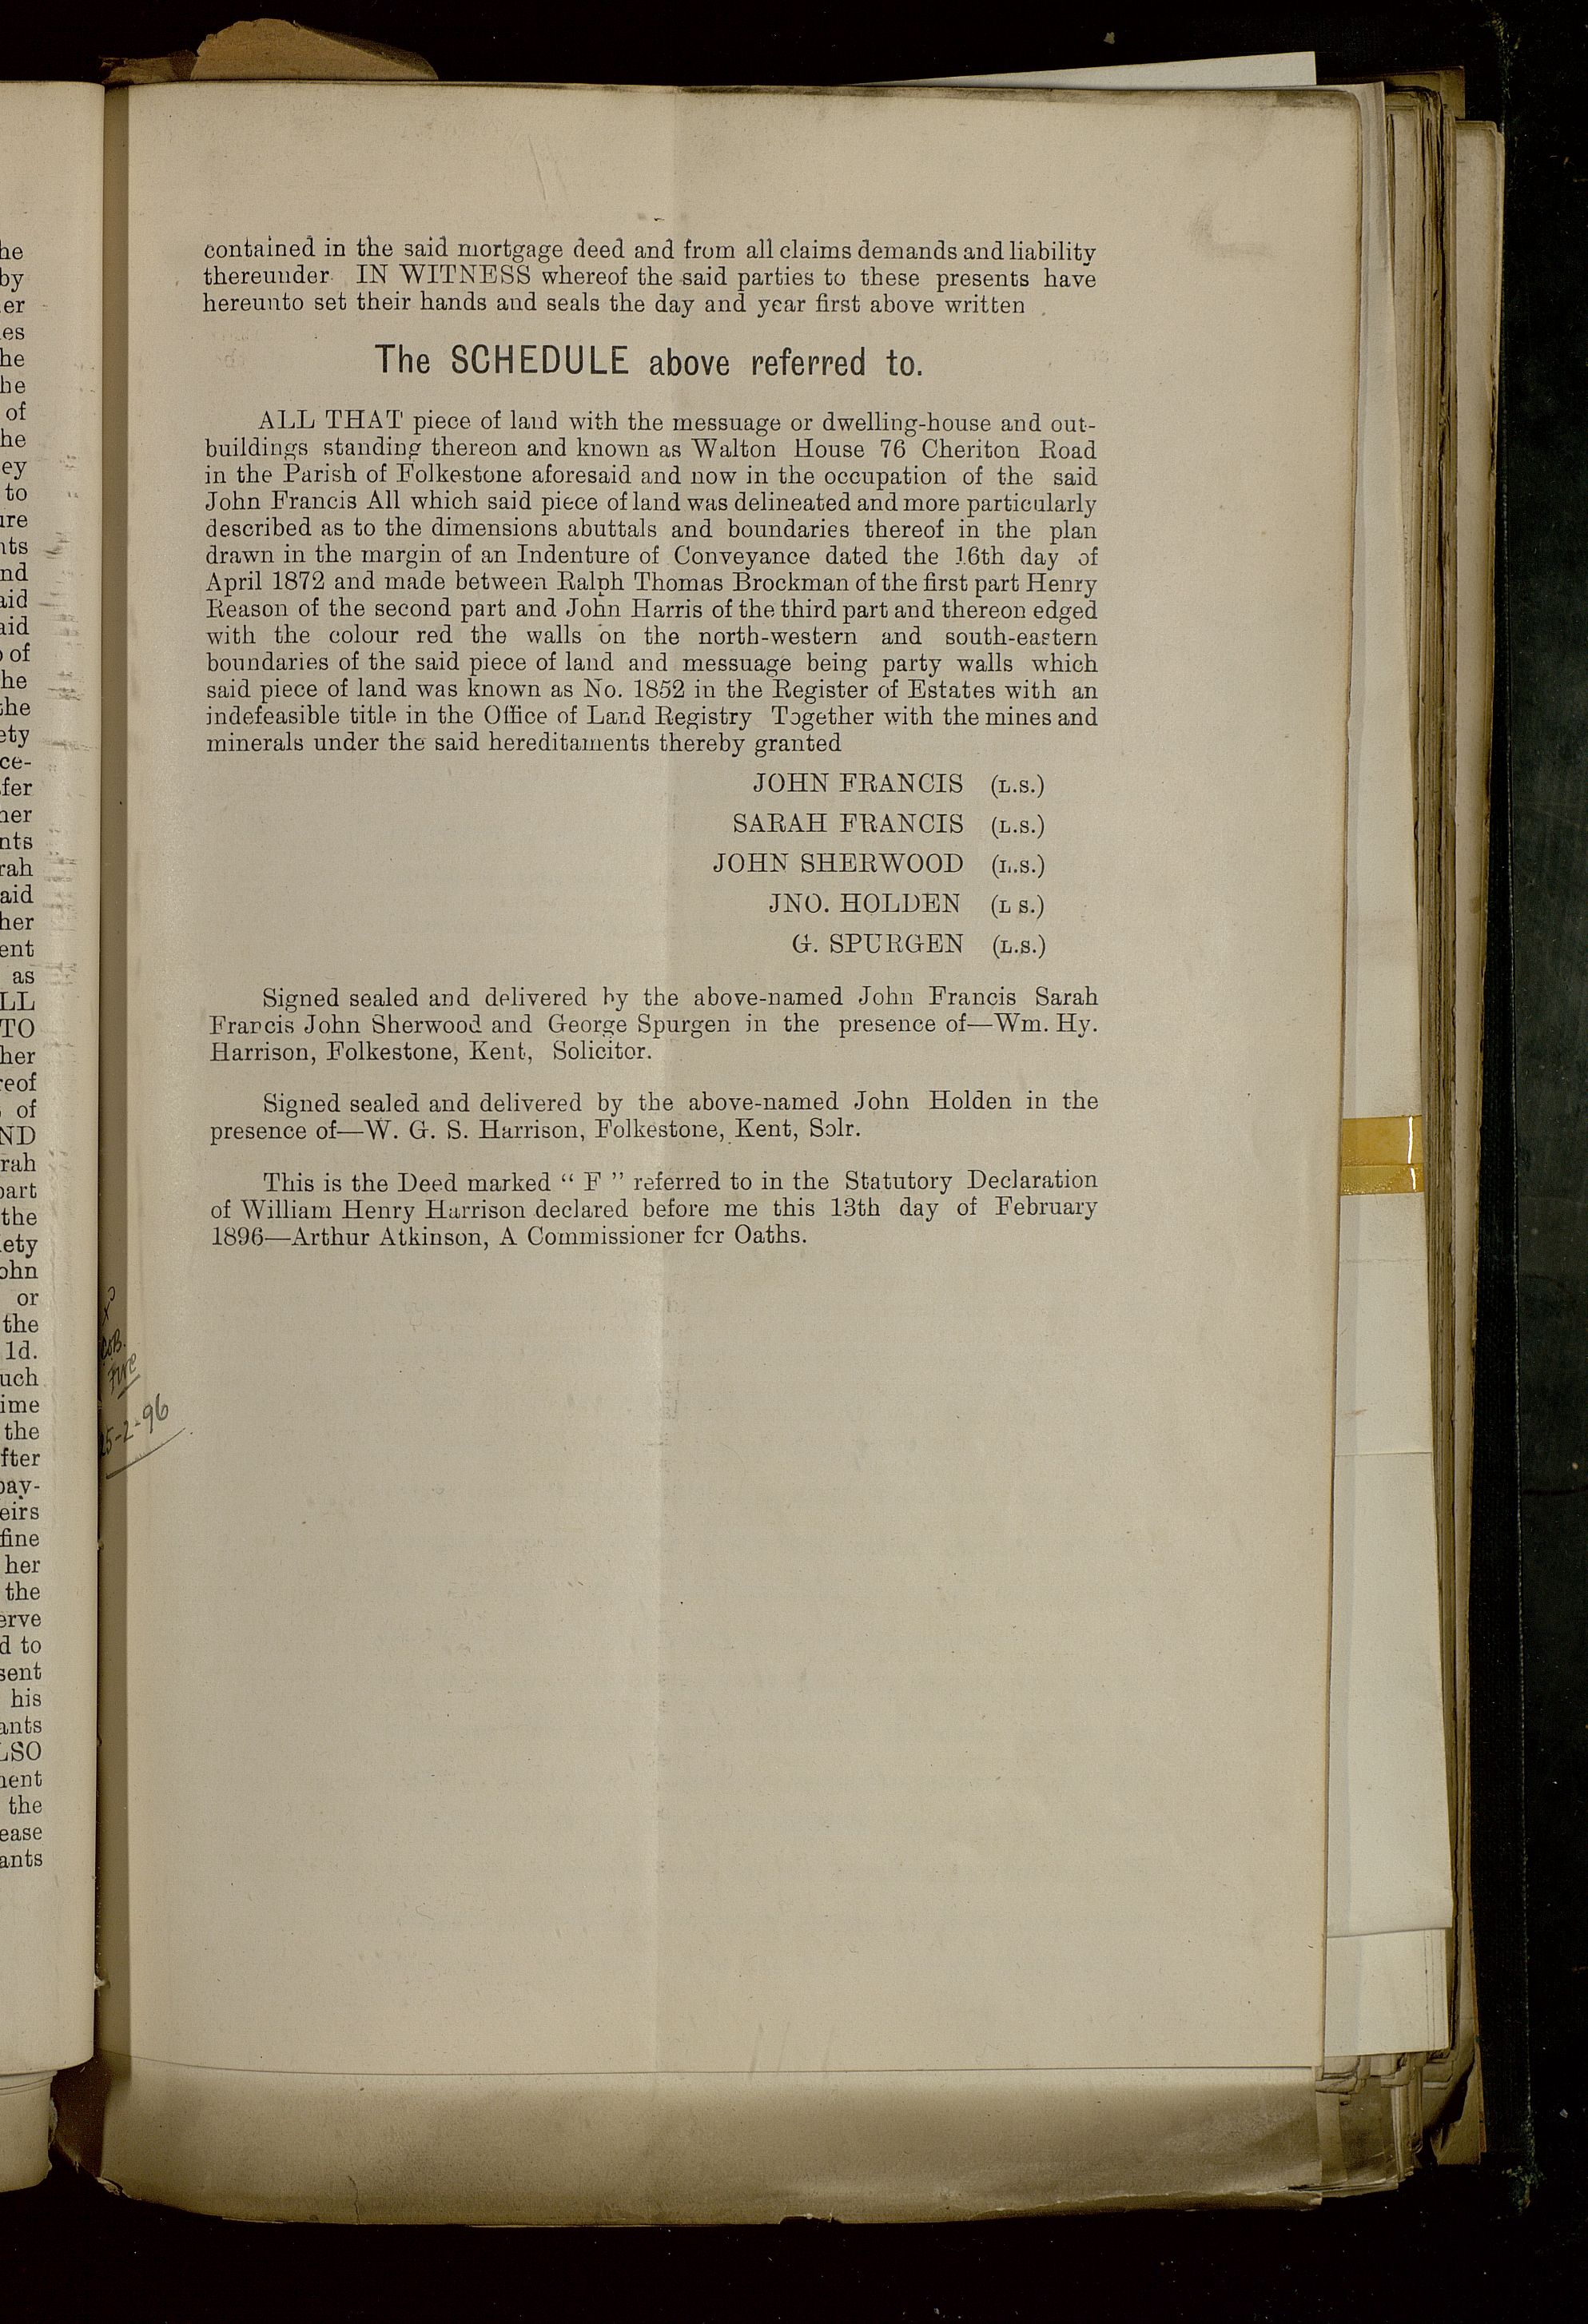 contained in the said mortgage deed and from all claims demands and liability
thereunder. IN WITNESS whereof the said parties to these presents have
hereunto set their hands and seals the day and year first above written
The SCHEDULE above referred to.
ALL THAT piece of land with the messuage or dwelling-house and out-
buildings standing thereon and known as Walton House 76 Cheriton Road
in the Parish of Folkestone aforesaid and now in the occupation of the said
John Francis All which said piece of land was delineated and more particularly
described as to the dimensions abuttals and boundaries thereof in the plan
drawn in the margin of an Indenture of Conveyance dated the 16th day of
April 1872 and made between Ralph Thomas Brockman of the first part Henry
Reason of the second part and John Harris of the third part and thereon edged
with the colour red the walls on the north-western and south-eastern
boundaries of the said piece of land and messuage being party walls which
said piece of land was known as No. 1852 in the Register of Estates with an
indefeasible title in the Office of Land Registry Together with the mines and
minerals under the said hereditaments thereby granted
JOHN FRANCIS (L.S.)
SARAH FRANCIS (L.S.)
JOHN SHERWOOD (L.S.)
JNO. HOLDEN (L S.)
G. SPURGEN (L.S.)
Signed sealed and delivered by the above-named John Francis Sarah
Francis John Sherwood and George Spurgen in the presence of—Wm. Hy.
Harrison, Folkestone, Kent, Solicitor.
Signed sealed and delivered by the above-named John Holden in the
presence of—W. G. S. Harrison, Folkestone, Kent, Solr.
This is the Deed marked “ F ” referred to in the Statutory Declaration
of William Henry Harrison declared before me this 13th day of February
1896—Arthur Atkinson, A Commissioner for Oaths.